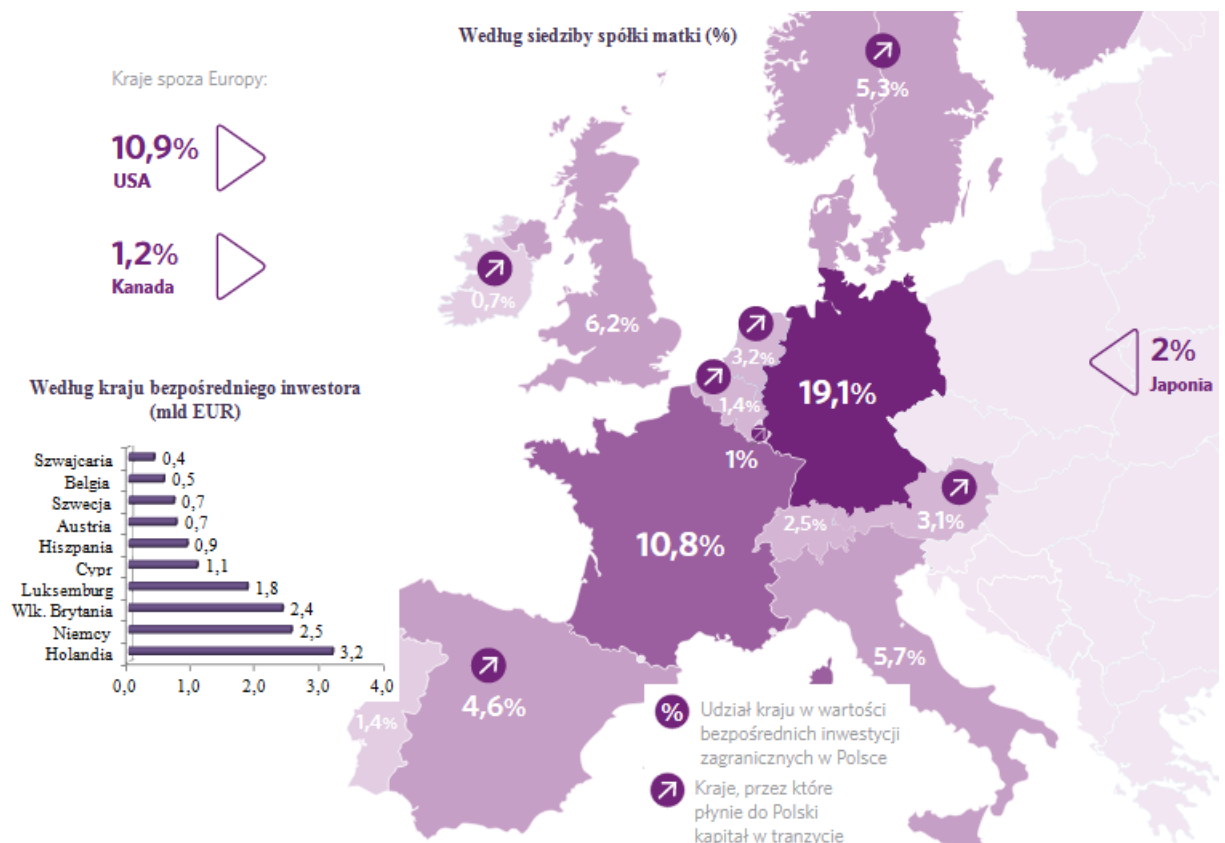 Według siedziby spółki matki (%)
Kraje spoza Europy:
10,9%
USA
1,2%
Kanada
5,3%
0,7%
6,2%
3,2%
1,4%
1%
19,1%
2%
Japonia
10,8%
2,5%
3,1%
5,7%
4,6%
1,4%
Według kraju bezpośredniego inwestora
(mld EUR)
Szwajcaria 0,4
Belgia 0,5
Szwecja 0,7
Austria 0,7
Hiszpania 0,9
Cypr 1,1
Luksemburg 1,8
Wlk. Brytania 2,4
Niemcy 2,5
Holandia 3,2
0,0 1,0 2,0 3,0 4,0
% Udział kraju w wartości
bezpośrednich inwestycji
zagranicznych w Polsce
Kraje, przez które
płynie do Polski
kapitał w tranzycie